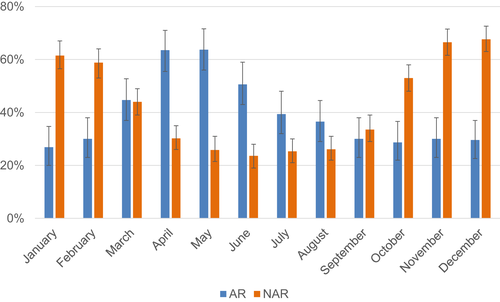 80%
60%
40%
20%
0%
January
February
March
April
May
June
July
August
September
October
November
December
AR NAR